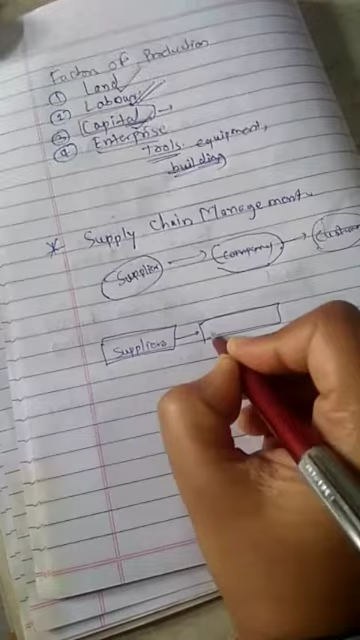 Factors of Production
① Land
② Labour
③ Capital →
④ Enterprise
Tools, equipment,
building
* Supply Chain Management
Supplier → Company →
Suppliers →